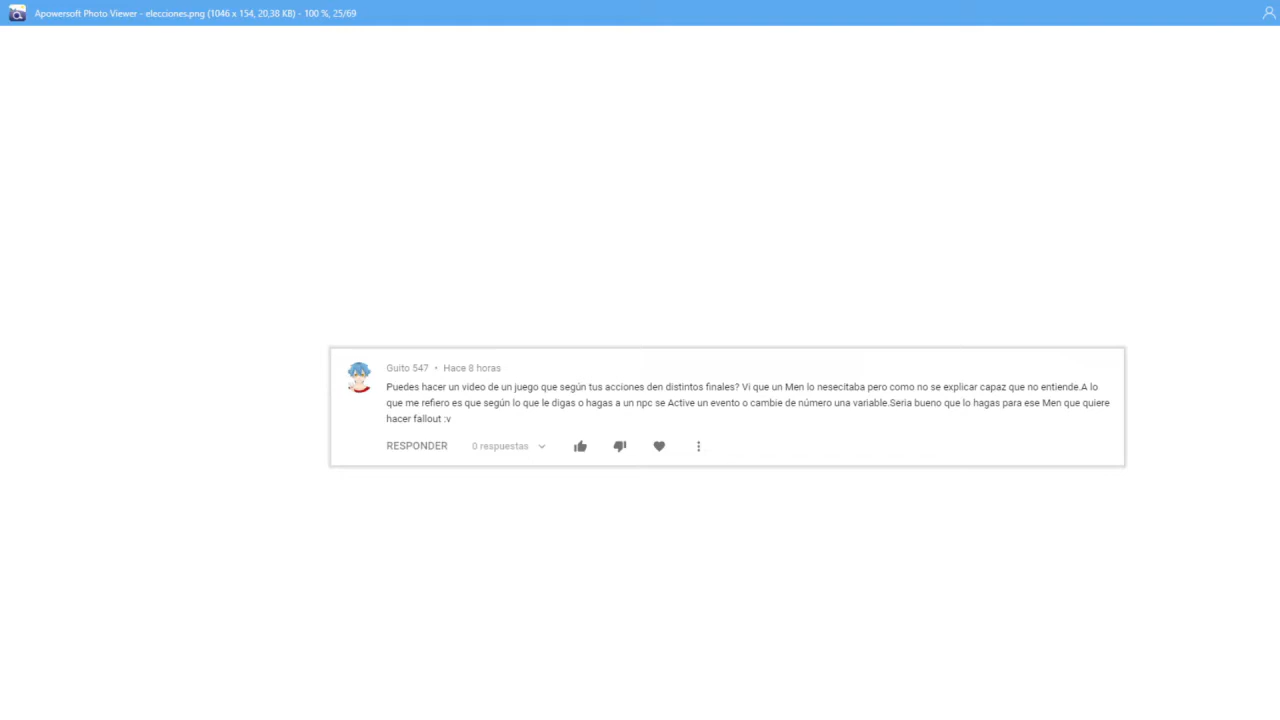 Apowersoft Photo Viewer - elecciones.png (1046 x 154, 20,38 KB) - 100 %, 25/69
Guito 547 • Hace 8 horas
Puedes hacer un video de un juego que según tus acciones den distintos finales? Vi que un Men lo nesecitaba pero como no se explicar capaz que no entiende.A lo
que me refiero es que según lo que le digas o hagas a un npc se Active un evento o cambie de número una variable.Seria bueno que lo hagas para ese Men que quiere
hacer fallout :v
RESPONDER 0 respuestas